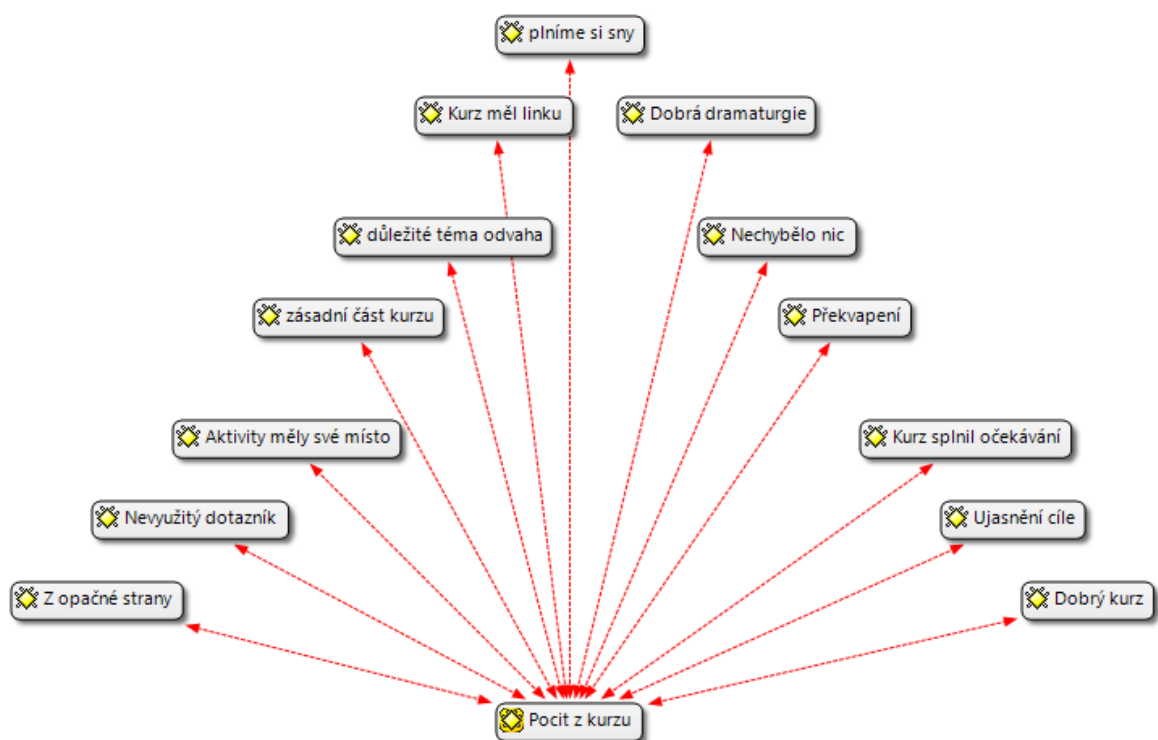 plníme si sny
Kurz měl linku
Dobrá dramaturgie
důležité téma odvaha
Nechybělo nic
zásadní část kurzu
Překvapení
Aktivity měly své místo
Kurz splnil očekávání
Nevyužitý dotazník
Ujasnění cíle
Z opačné strany
Dobrý kurz
Pocit z kurzu